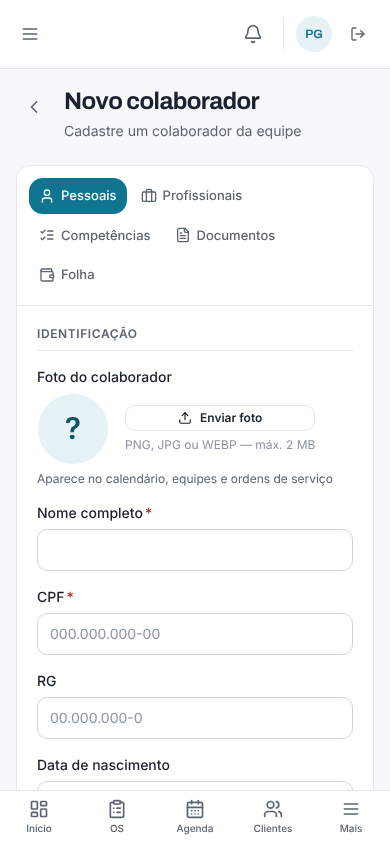 PG
Novo colaborador
Cadastre um colaborador da equipe
Pessoais
Profissionais
Competências
Documentos
Folha
IDENTIFICAÇÃO
Foto do colaborador
?
Enviar foto
PNG, JPG ou WEBP — máx. 2 MB
Aparece no calendário, equipes e ordens de serviço
Nome completo *
CPF *
000.000.000-00
RG
00.000.000-0
Data de nascimento
Início
OS
Agenda
Clientes
Mais